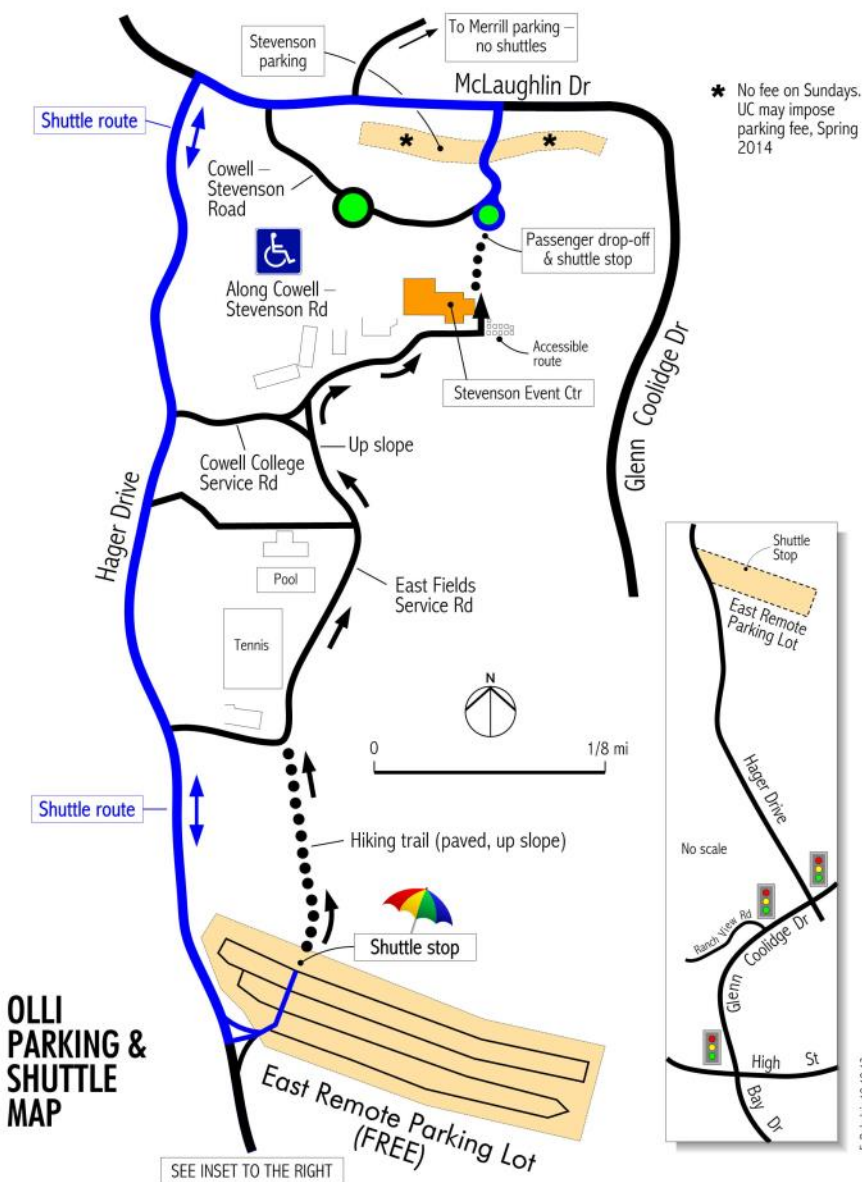 To Merrill parking –
no shuttles
Stevenson
parking
McLaughlin Dr
* No fee on Sundays.
UC may impose
parking fee, Spring
2014
Shuttle route
* *
Cowell –
Stevenson
Road
Passenger drop-off
& shuttle stop
Along Cowell –
Stevenson Rd
Accessible
route
Stevenson Event Ctr
Glenn Coolidge Dr
Up slope
Cowell College
Service Rd
Hager Drive
Pool
East Fields
Service Rd
Tennis
N
0 1/8 mi
Shuttle route
Hiking trail (paved, up slope)
Shuttle stop
OLLI
PARKING &
SHUTTLE
MAP
East Remote Parking Lot
(FREE)
SEE INSET TO THE RIGHT
Shuttle
Stop
East Remote
Parking Lot
Hager Drive
No scale
Ranch View Rd
Glenn Coolidge Dr
High St
Bay Dr